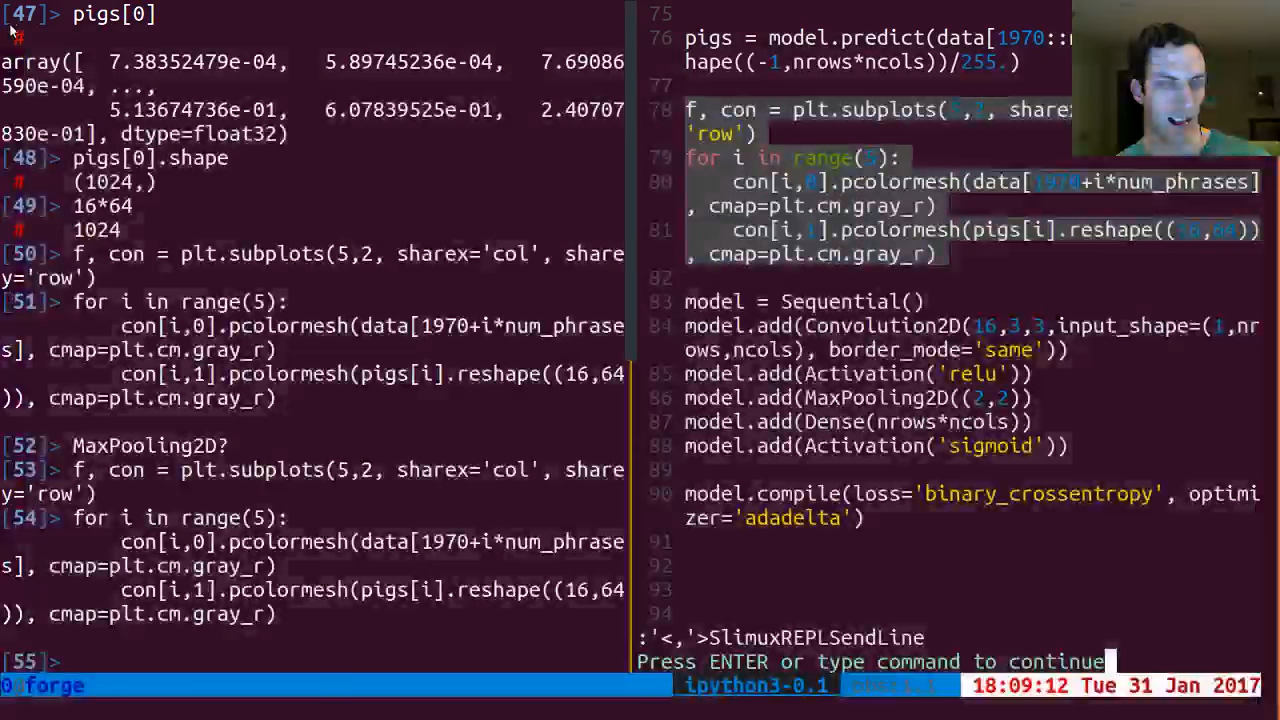 [47]> pigs[0]
#
array([  7.38352479e-04,   5.89745236e-04,   7.69086
590e-04, ...,
5.13674736e-01,   6.07839525e-01,   2.40707
830e-01], dtype=float32)
[48]> pigs[0].shape
# (1024,)
[49]> 16*64
# 1024
[50]> f, con = plt.subplots(5,2, sharex='col', share
y='row')
[51]> for i in range(5):
con[i,0].pcolormesh(data[1970+i*num_phrase
s], cmap=plt.cm.gray_r)
con[i,1].pcolormesh(pigs[i].reshape((16,64
)), cmap=plt.cm.gray_r)
[52]> MaxPooling2D?
[53]> f, con = plt.subplots(5,2, sharex='col', share
y='row')
[54]> for i in range(5):
con[i,0].pcolormesh(data[1970+i*num_phrase
s], cmap=plt.cm.gray_r)
con[i,1].pcolormesh(pigs[i].reshape((16,64
)), cmap=plt.cm.gray_r)
[55]>
75
76 pigs = model.predict(data[1970::
hape((-1,nrows*ncols))/255.)
77
78 f, con = plt.subplots(5,2, sharex
'row')
79 for i in range(5):
80 con[i,0].pcolormesh(data[1970+i*num_phrases]
, cmap=plt.cm.gray_r)
81 con[i,1].pcolormesh(pigs[i].reshape((16,64))
, cmap=plt.cm.gray_r)
82
83 model = Sequential()
84 model.add(Convolution2D(16,3,3,input_shape=(1,nr
ows,ncols), border_mode='same'))
85 model.add(Activation('relu'))
86 model.add(MaxPooling2D((2,2))
87 model.add(Dense(nrows*ncols))
88 model.add(Activation('sigmoid'))
89
90 model.compile(loss='binary_crossentropy', optimi
zer='adadelta')
91
92
93
94
:'<,'>SlimuxREPLSendLine
Press ENTER or type command to continue
0 forge
ipython3-0.1
18:09:12 Tue 31 Jan 2017